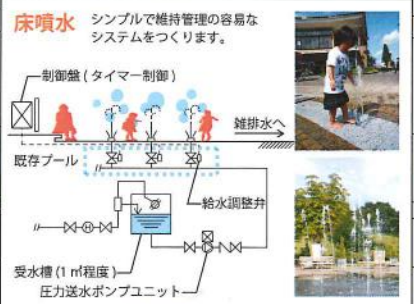 床噴水
シンプルで維持管理の容易な
システムをつくります。
制御盤(タイマー制御)
雑排水へ
既存プール
給水調整弁
受水槽(1㎥程度)
圧力送水ポンプユニット